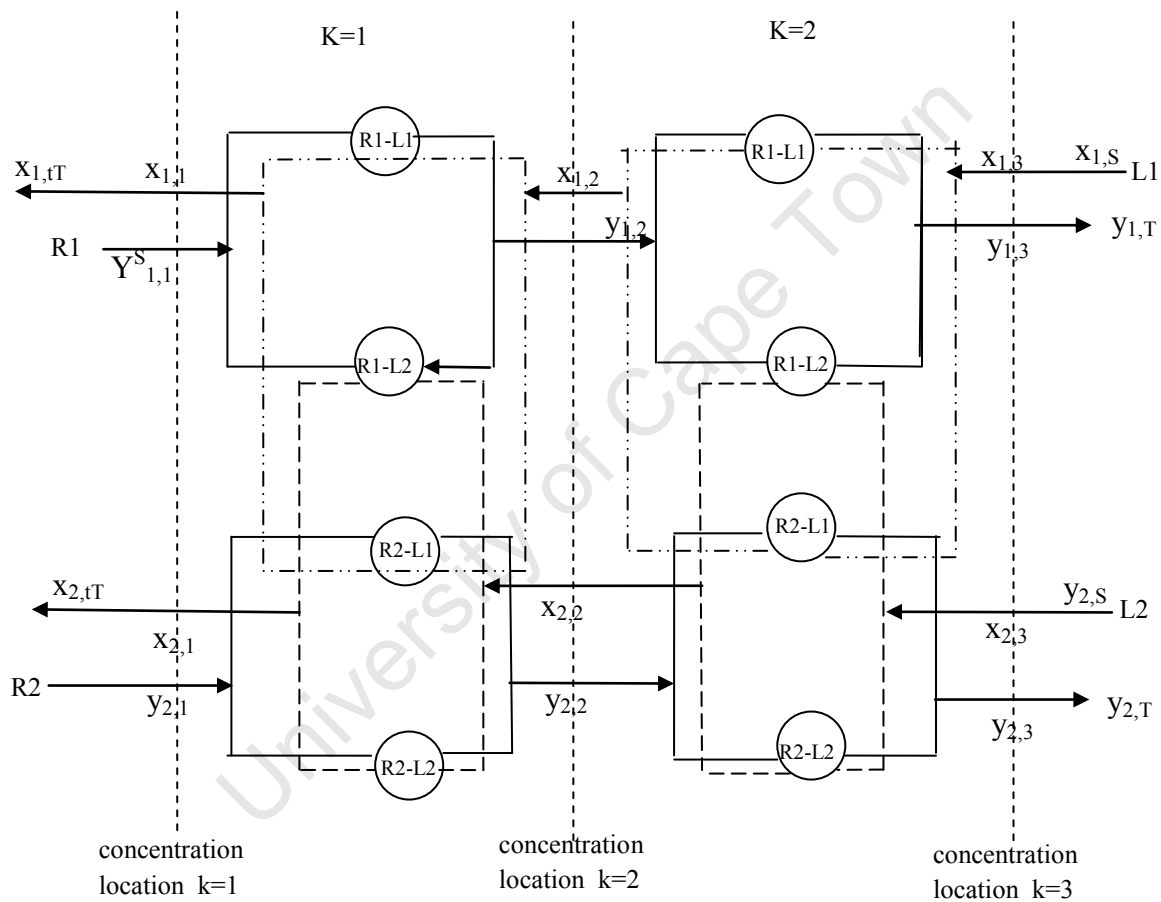 K=1
K=2
R1-L1
R1-L1
x1,tT
x1,1
x1,2
x1,3
x1,S
L1
R1
YS1,1
y1,2
y1,3
y1,T
R1-L2
R1-L2
R2-L1
R2-L1
x2,tT
x2,1
x2,2
x2,3
y2,S
L2
R2
y2,1
y2,2
y2,3
y2,T
R2-L2
R2-L2
concentration
location k=1
concentration
location k=2
concentration
location k=3
University of Cape Town